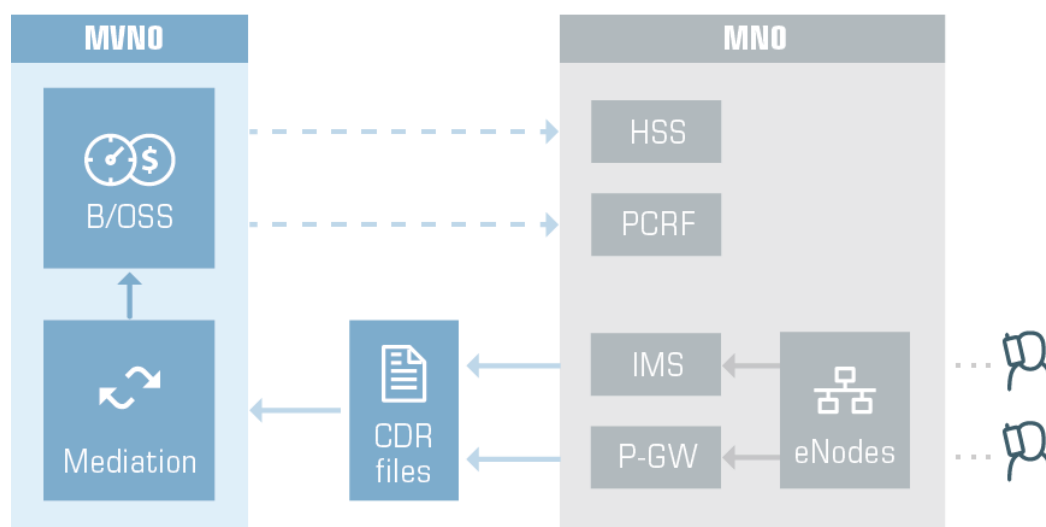 MVNO
MNO
B/OSS
HSS
PCRF
Mediation
CDR
files
IMS
P-GW
eNodes